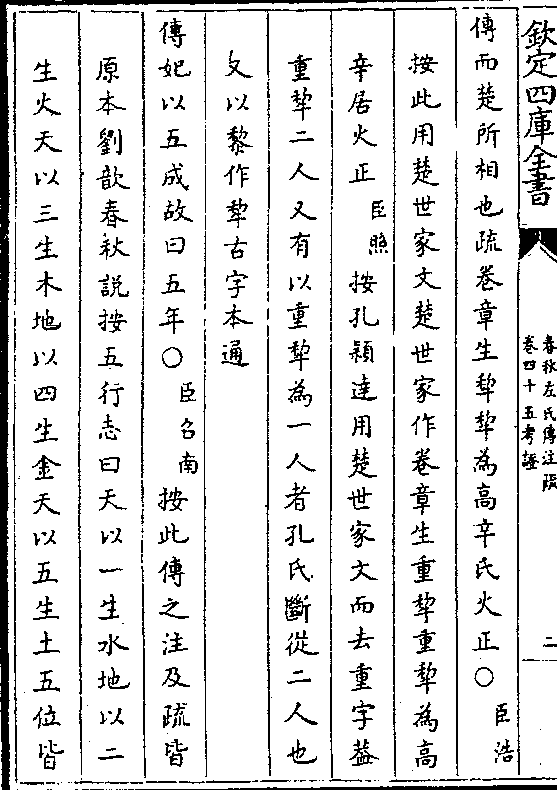 欽定四庫全書
春秋左氏傳注疏
卷四十五考證
二
傳而楚所相也疏卷章生犂犂為高辛氏火正〇臣浩
按此用楚世家文楚世家作卷章生重犂重犂為高
辛居火正臣照按孔穎達用楚世家文而去重字葢
重犂二人又有以重犂為一人者孔氏斷從二人也
又以黎作犂古字本通
傳妃以五成故曰五年〇臣召南按此傳之注及疏皆
原本劉歆春秋説按五行志曰天以一生水地以二
生火天以三生木地以四生金天以五生土五位皆